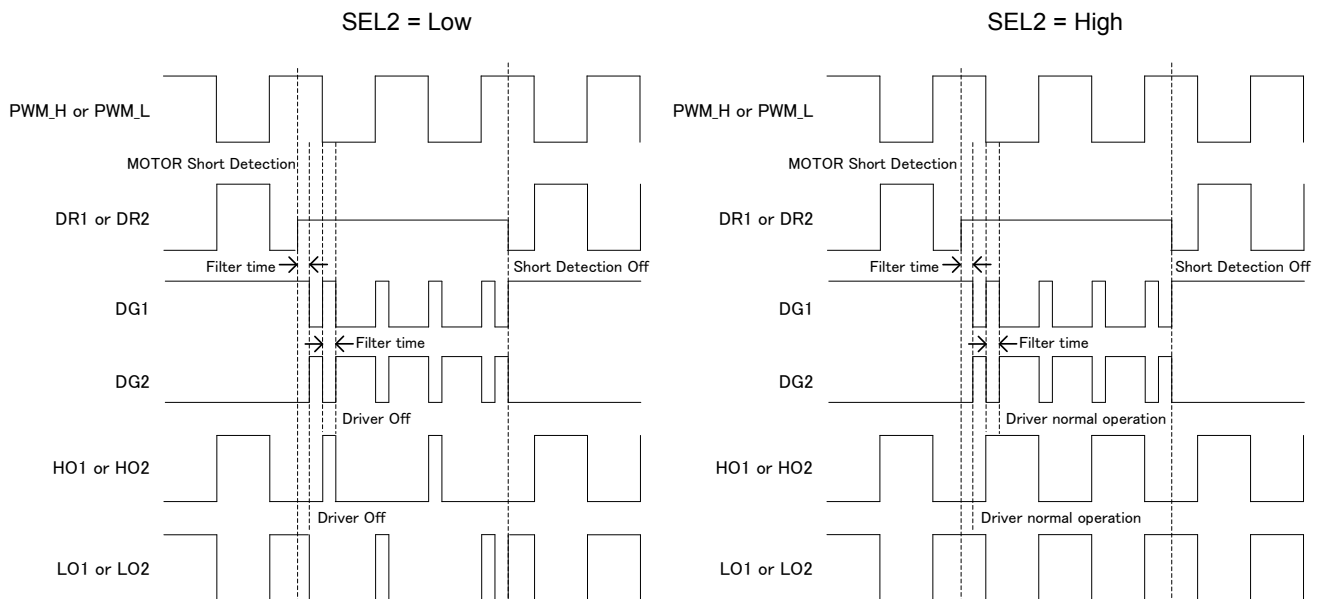 SEL2 = Low
PWM_H or PWM_L
MOTOR Short Detection
DR1 or DR2
Filter time
Short Detection Off
DG1
Filter time
DG2
Driver Off
HO1 or HO2
Driver Off
LO1 or LO2
SEL2 = High
PWM_H or PWM_L
MOTOR Short Detection
DR1 or DR2
Filter time
Short Detection Off
DG1
Filter time
DG2
Driver normal operation
HO1 or HO2
Driver normal operation
LO1 or LO2